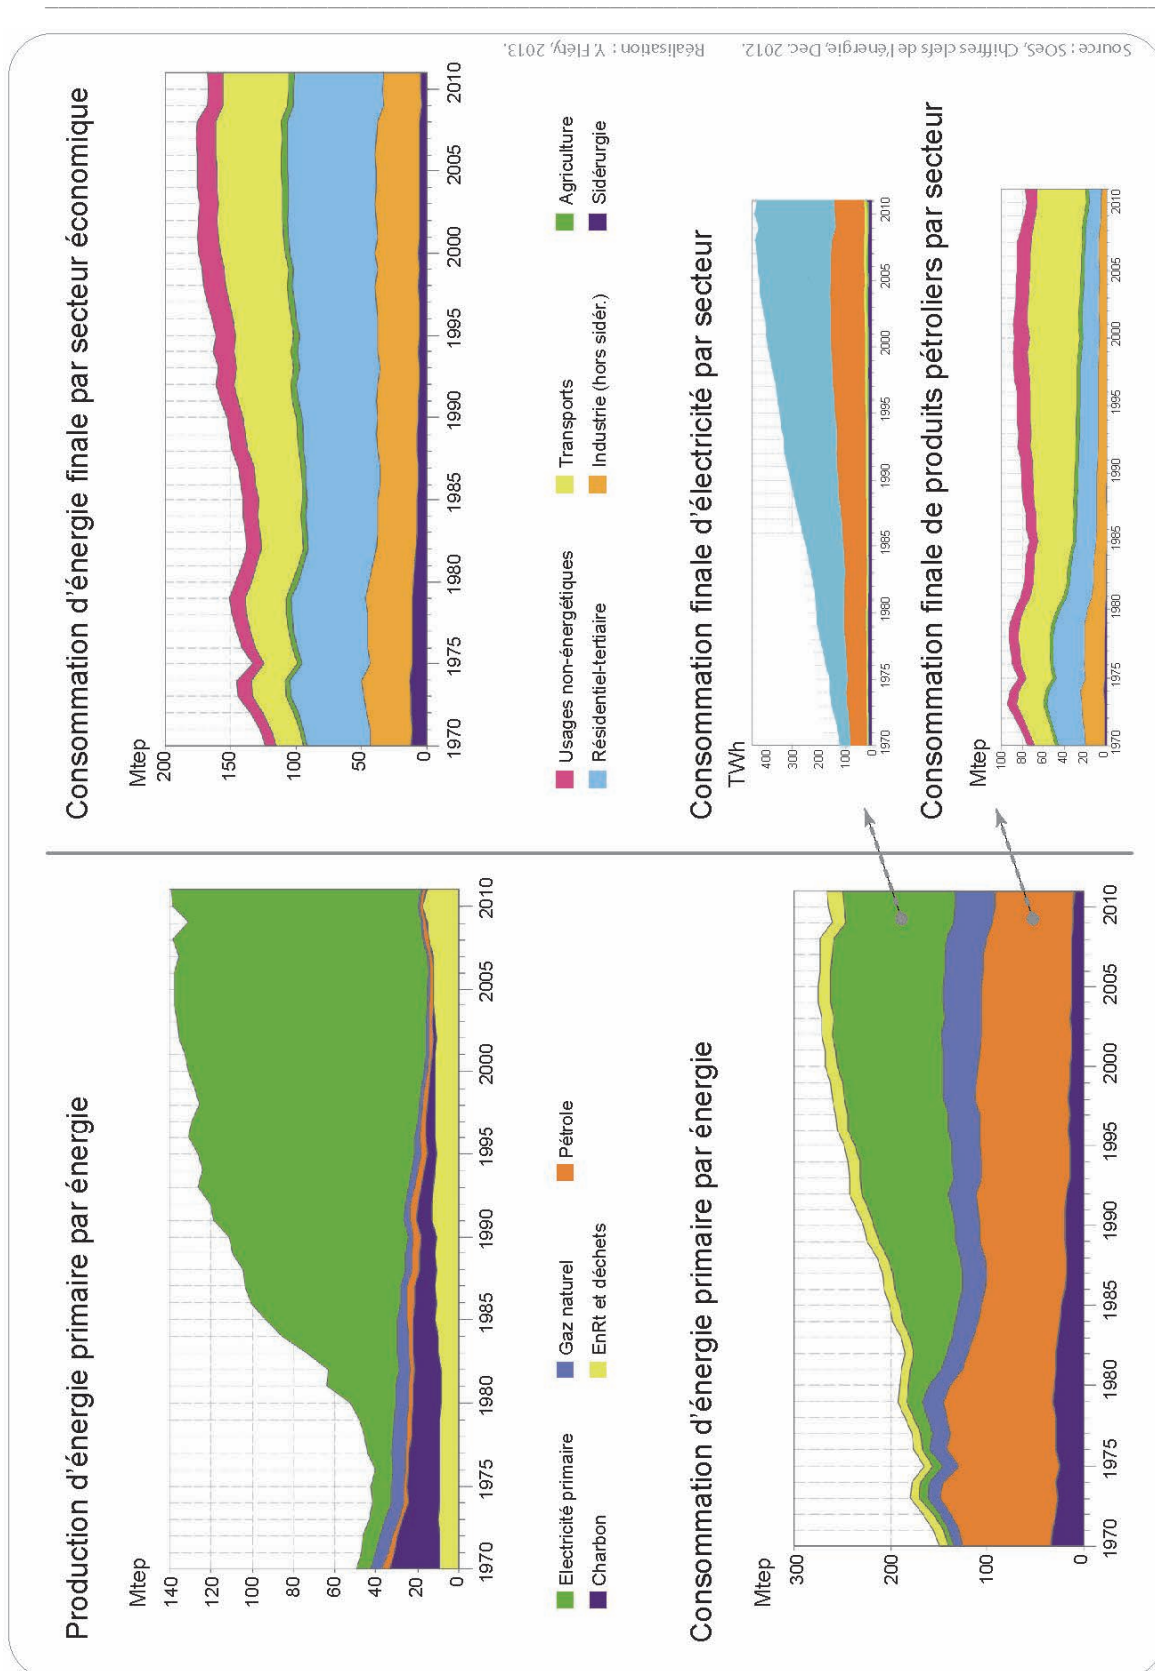 Production d'énergie primaire par énergie
Mtep
140
120
100
80
60
40
20
0
1970 1975 1980 1985 1990 1995 2000 2005 2010
Electricité primaire Gaz naturel Pétrole
Charbon EnRt et déchets
Consommation d'énergie primaire par énergie
Mtep
300
200
100
0
1970 1975 1980 1985 1990 1995 2000 2005 2010
Consommation d'énergie finale par secteur économique
Mtep
200
150
100
50
0
1970 1975 1980 1985 1990 1995 2000 2005 2010
Usages non-énergétiques Transports Agriculture
Résidentiel-tertiaire Industrie (hors sidér.) Sidérurgie
Consommation finale d'électricité par secteur
TWh
400
300
200
100
0
1970 1975 1980 1985 1990 1995 2000 2005 2010
Consommation finale de produits pétroliers par secteur
Mtep
100
80
60
40
20
0
1970 1975 1980 1985 1990 1995 2000 2005 2010
Source : SOeS, Chiffres clefs de l'énergie, Dec. 2012.
Réalisation : Y. Fléty, 2013.